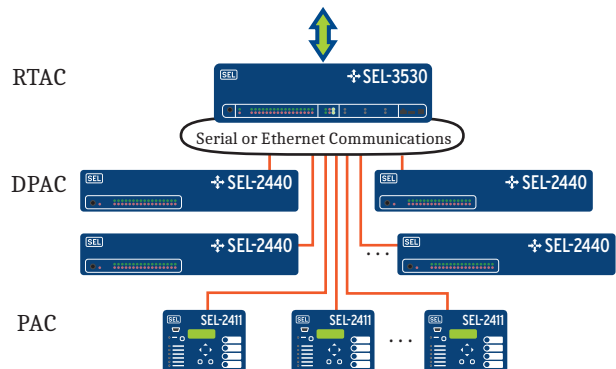 RTAC
SEL
SEL-3530
Serial or Ethernet Communications
DPAC
SEL
SEL-2440
SEL
SEL-2440
SEL
SEL-2440
...
SEL
SEL-2440
PAC
SEL
SEL-2411
SEL
SEL-2411
...
SEL
SEL-2411